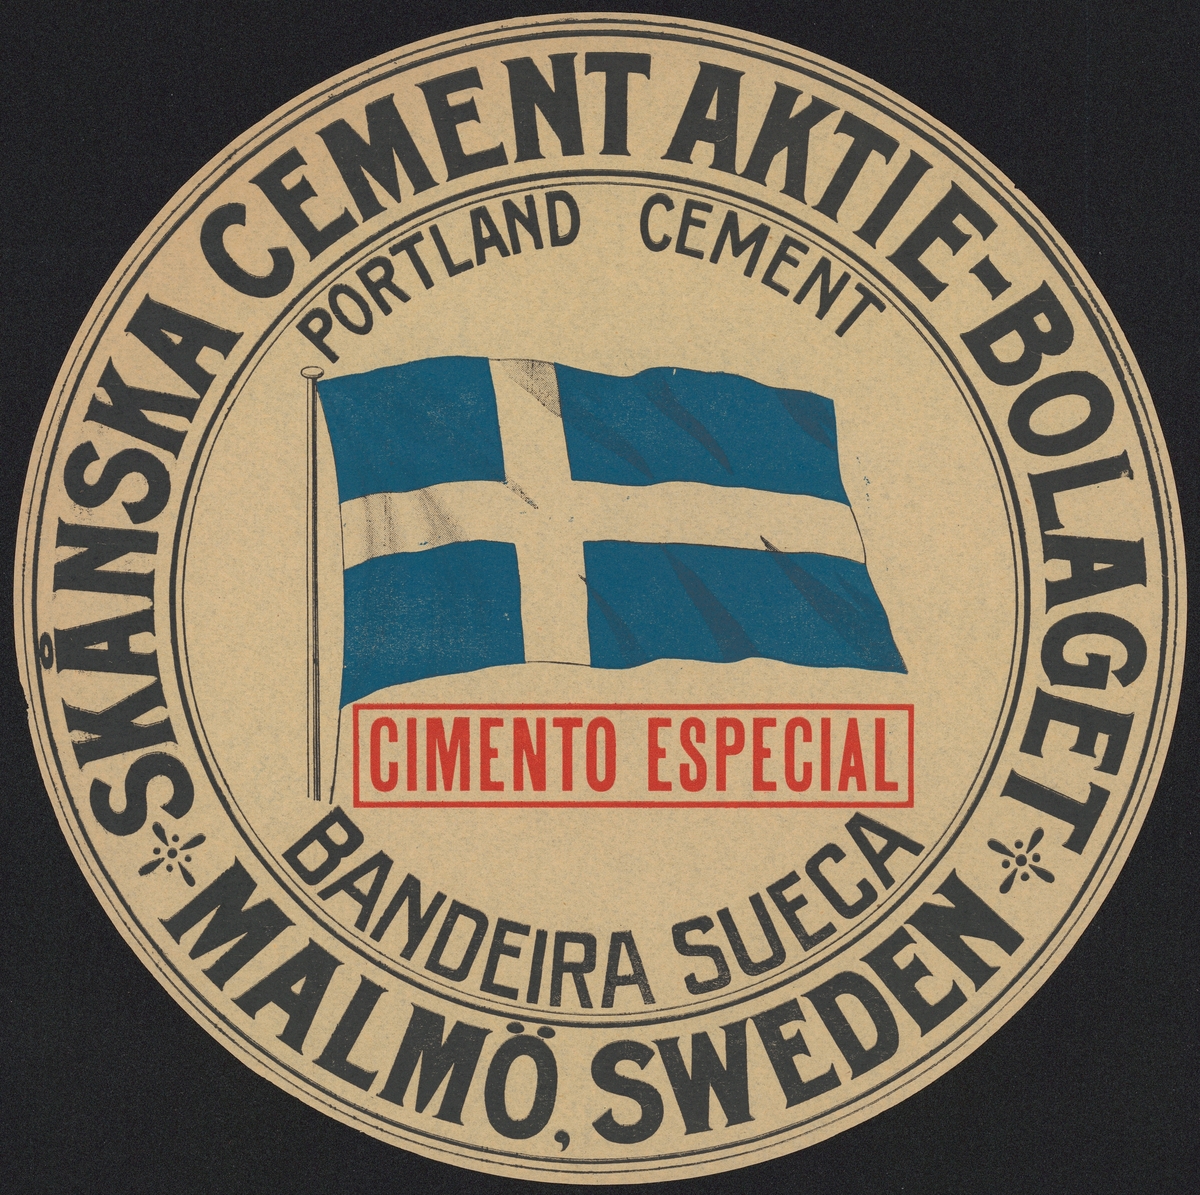 SKÅNSKA CEMENT AKTIE-BOLAGET
PORTLAND CEMENT
CIMENTO ESPECIAL
BANDEIRA SUECA
MALMÖ, SWEDEN